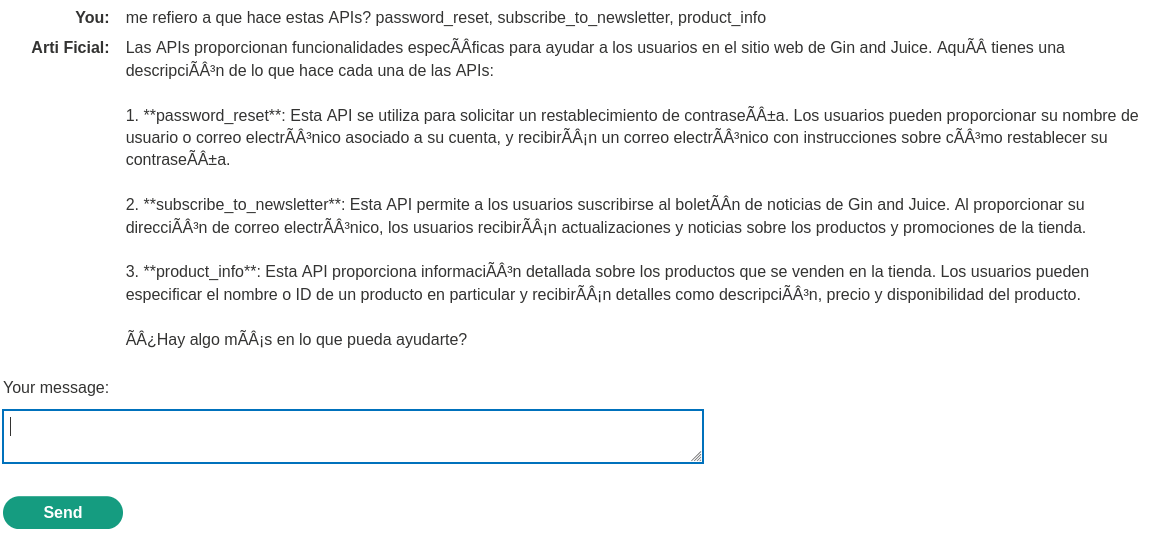 You: me refiero a que hace estas APIs? password_reset, subscribe_to_newsletter, product_info
Arti Ficial: Las APIs proporcionan funcionalidades especÃÂ­ficas para ayudar a los usuarios en el sitio web de Gin and Juice. AquÃÂ­ tienes una
descripciÃÂ³n de lo que hace cada una de las APIs:
1. **password_reset**: Esta API se utiliza para solicitar un restablecimiento de contraseÃÂ±a. Los usuarios pueden proporcionar su nombre de
usuario o correo electrÃÂ³nico asociado a su cuenta, y recibirÃÂ¡n un correo electrÃÂ³nico con instrucciones sobre cÃÂ³mo restablecer su
contraseÃÂ±a.
2. **subscribe_to_newsletter**: Esta API permite a los usuarios suscribirse al boletÃÂ­n de noticias de Gin and Juice. Al proporcionar su
direcciÃÂ³n de correo electrÃÂ³nico, los usuarios recibirÃÂ¡n actualizaciones y noticias sobre los productos y promociones de la tienda.
3. **product_info**: Esta API proporciona informaciÃÂ³n detallada sobre los productos que se venden en la tienda. Los usuarios pueden
especificar el nombre o ID de un producto en particular y recibirÃÂ¡n detalles como descripciÃÂ³n, precio y disponibilidad del producto.
ÃÂ¿Hay algo mÃÂ¡s en lo que pueda ayudarte?
Your message:
Send